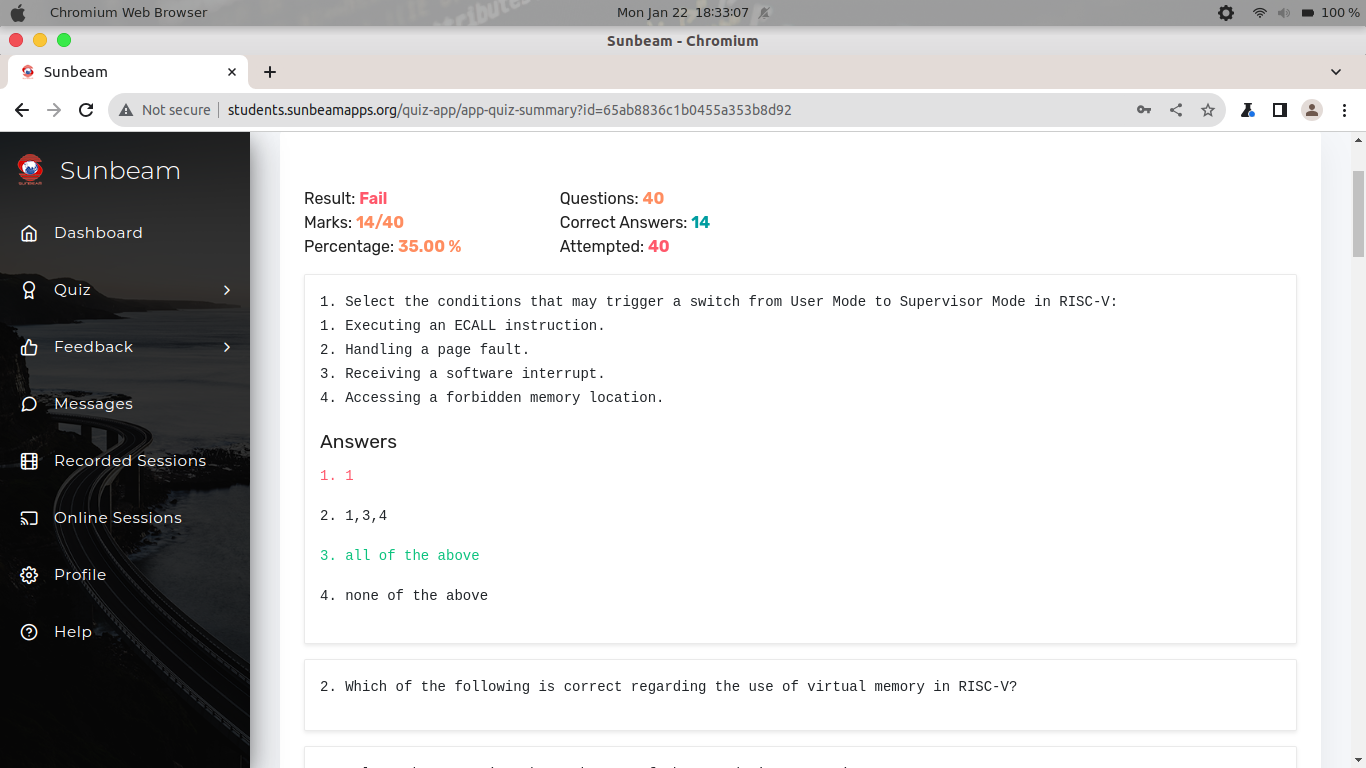 Chromium Web Browser
Mon Jan 22 18:33:07
100 %
Sunbeam - Chromium
Sunbeam
Not secure
students.sunbeamapps.org/quiz-app/app-quiz-summary?id=65ab8836c1b0455a353b8d92
Sunbeam
Dashboard
Quiz
Feedback
Messages
Recorded Sessions
Online Sessions
Profile
Help
Result: Fail
Questions: 40
Marks: 14/40
Correct Answers: 14
Percentage: 35.00 %
Attempted: 40
1. Select the conditions that may trigger a switch from User Mode to Supervisor Mode in RISC-V:
1. Executing an ECALL instruction.
2. Handling a page fault.
3. Receiving a software interrupt.
4. Accessing a forbidden memory location.
Answers
1. 1
2. 1,3,4
3. all of the above
4. none of the above
2. Which of the following is correct regarding the use of virtual memory in RISC-V?